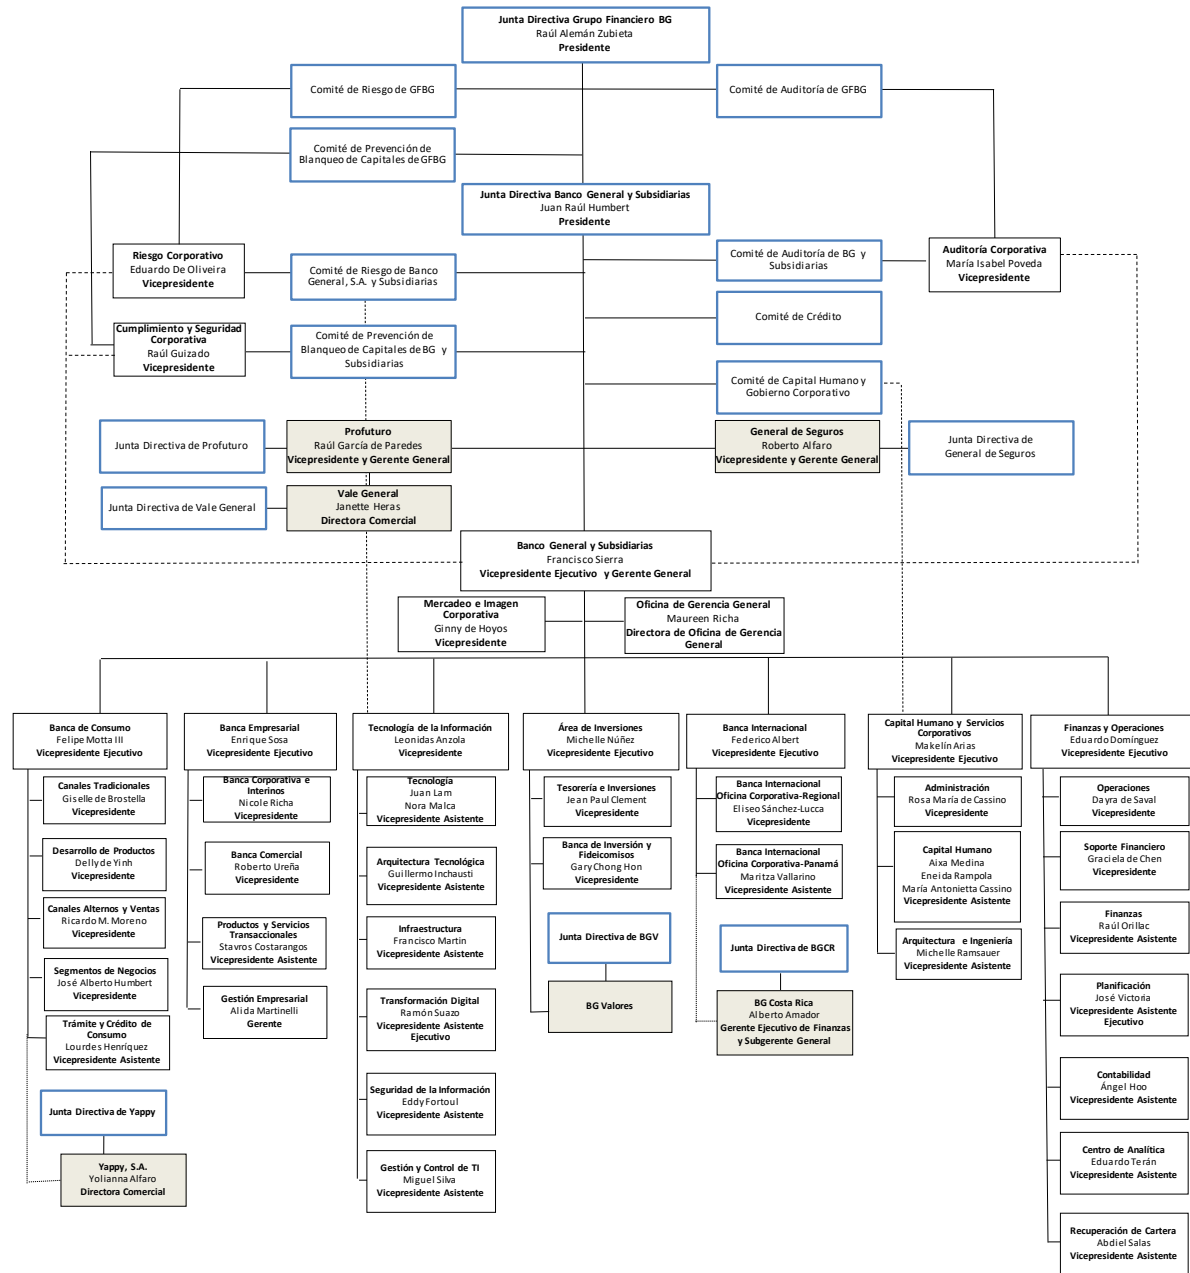 Junta Directiva Grupo Financiero BG
Raúl Alemán Zubieta
Presidente
Comité de Riesgo de GFBG
Comité de Auditoría de GFBG
Comité de Prevención de
Blanqueo de Capitales de GFBG
Junta Directiva Banco General y Subsidiarias
Juan Raúl Humbert
Presidente
Riesgo Corporativo
Eduardo De Oliveira
Vicepresidente
Comité de Riesgo de Banco
General, S.A. y Subsidiarias
Comité de Auditoría de BG y
Subsidiarias
Auditoría Corporativa
María Isabel Poveda
Vicepresidente
Cumplimiento y Seguridad
Corporativa
Raúl Guizado
Vicepresidente
Comité de Prevención de
Blanqueo de Capitales de BG y
Subsidiarias
Comité de Crédito
Comité de Capital Humano y
Gobierno Corporativo
Junta Directiva de Profuturo
Profuturo
Raúl García de Paredes
Vicepresidente y Gerente General
General de Seguros
Roberto Alfaro
Vicepresidente y Gerente General
Junta Directiva de
General de Seguros
Junta Directiva de Vale General
Vale General
Janette Heras
Directora Comercial
Banco General y Subsidiarias
Francisco Sierra
Vicepresidente Ejecutivo y Gerente General
Mercadeo e Imagen
Corporativa
Ginny de Hoyos
Vicepresidente
Oficina de Gerencia General
Maureen Richa
Directora de Oficina de Gerencia
General
Banca de Consumo
Felipe Motta III
Vicepresidente Ejecutivo
Banca Empresarial
Enrique Sosa
Vicepresidente Ejecutivo
Tecnología de la Información
Leonidas Anzola
Vicepresidente
Área de Inversiones
Michelle Núñez
Vicepresidente Ejecutivo
Banca Internacional
Federico Albert
Vicepresidente Ejecutivo
Capital Humano y Servicios
Corporativos
Makelín Arias
Vicepresidente Ejecutivo
Finanzas y Operaciones
Eduardo Domínguez
Vicepresidente Ejecutivo
Canales Tradicionales
Giselle de Brostella
Vicepresidente
Desarrollo de Productos
Delly de Yinh
Vicepresidente
Canales Alternos y Ventas
Ricardo M. Moreno
Vicepresidente
Segmentos de Negocios
José Alberto Humbert
Vicepresidente
Trámite y Crédito de
Consumo
Lourdes Henríquez
Vicepresidente Asistente
Junta Directiva de Yappy
Yappy, S.A.
Yolianna Alfaro
Directora Comercial
Banca Corporativa e
Interinos
Nicole Richa
Vicepresidente
Banca Comercial
Roberto Ureña
Vicepresidente
Productos y Servicios
Transaccionales
Stavros Costarangos
Vicepresidente Asistente
Gestión Empresarial
Alida Martinelli
Gerente
Tecnología
Juan Lam
Nora Malca
Vicepresidente Asistente
Arquitectura Tecnológica
Guillermo Inchausti
Vicepresidente Asistente
Infraestructura
Francisco Martin
Vicepresidente Asistente
Transformación Digital
Ramón Suazo
Vicepresidente Asistente
Ejecutivo
Seguridad de la Información
Eddy Fortoul
Vicepresidente Asistente
Gestión y Control de TI
Miguel Silva
Vicepresidente Asistente
Tesorería e Inversiones
Jean Paul Clement
Vicepresidente
Banca de Inversión y
Fideicomisos
Gary Chong Hon
Vicepresidente
Junta Directiva de BGV
BG Valores
Banca Internacional
Oficina Corporativa-Regional
Eliseo Sánchez-Lucca
Vicepresidente
Banca Internacional
Oficina Corporativa-Panamá
Maritza Vallarino
Vicepresidente Asistente
Junta Directiva de BGCR
BG Costa Rica
Alberto Amador
Gerente Ejecutivo de Finanzas
y Subgerente General
Administración
Rosa María de Cassino
Vicepresidente
Capital Humano
Aixa Medina
Eneida Rampola
María Antonietta Cassino
Vicepresidente Asistente
Arquitectura e Ingeniería
Michelle Ramsauer
Vicepresidente Asistente
Operaciones
Dayra de Saval
Vicepresidente
Soporte Financiero
Graciela de Chen
Vicepresidente
Finanzas
Raúl Orillac
Vicepresidente Asistente
Planificación
José Victoria
Vicepresidente Asistente
Ejecutivo
Contabilidad
Ángel Hoo
Vicepresidente Asistente
Centro de Analítica
Eduardo Terán
Vicepresidente Asistente
Recuperación de Cartera
Abdiel Salas
Vicepresidente Asistente